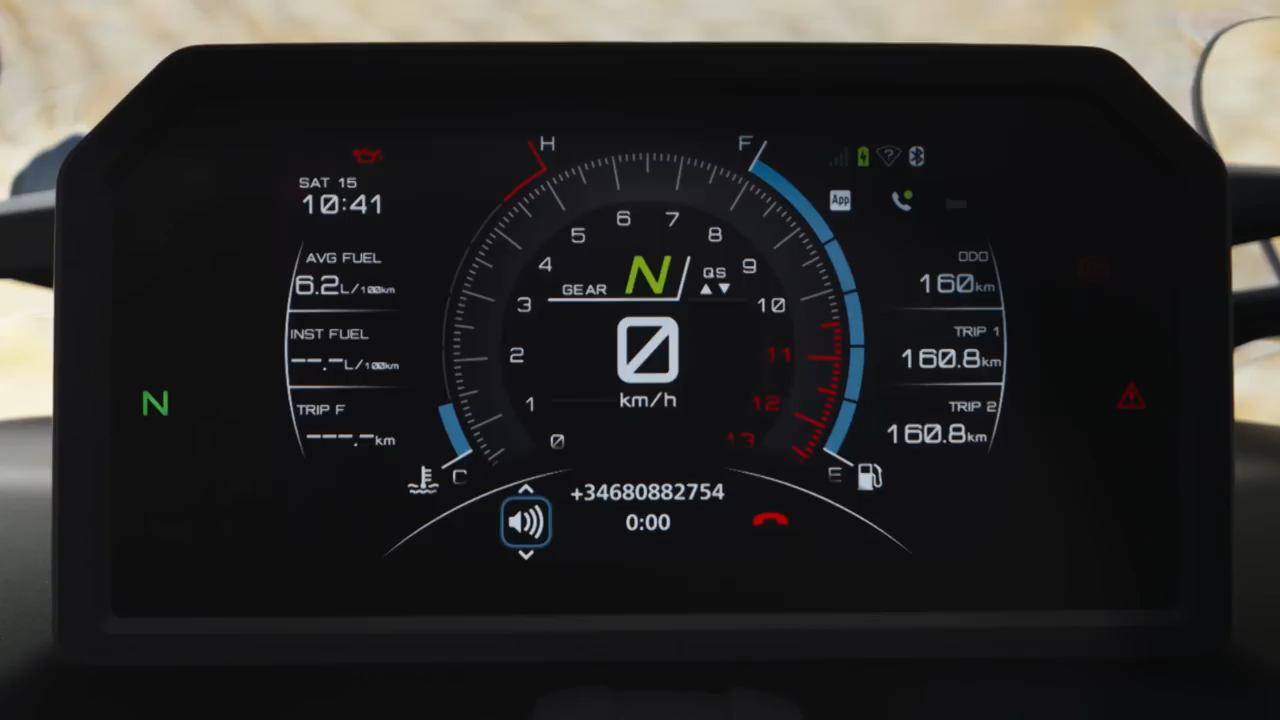 H
F
SAT 15
10:41
App
AVG FUEL
6.2L/100km
INST FUEL
--.-L/100km
TRIP F
---.-km
0
1
2
3
4
5
6
7
8
9
10
11
12
13
GEAR N
QS
0
km/h
ODO
160km
TRIP 1
160.8km
TRIP 2
160.8km
N
C
E
+34680882754
0:00